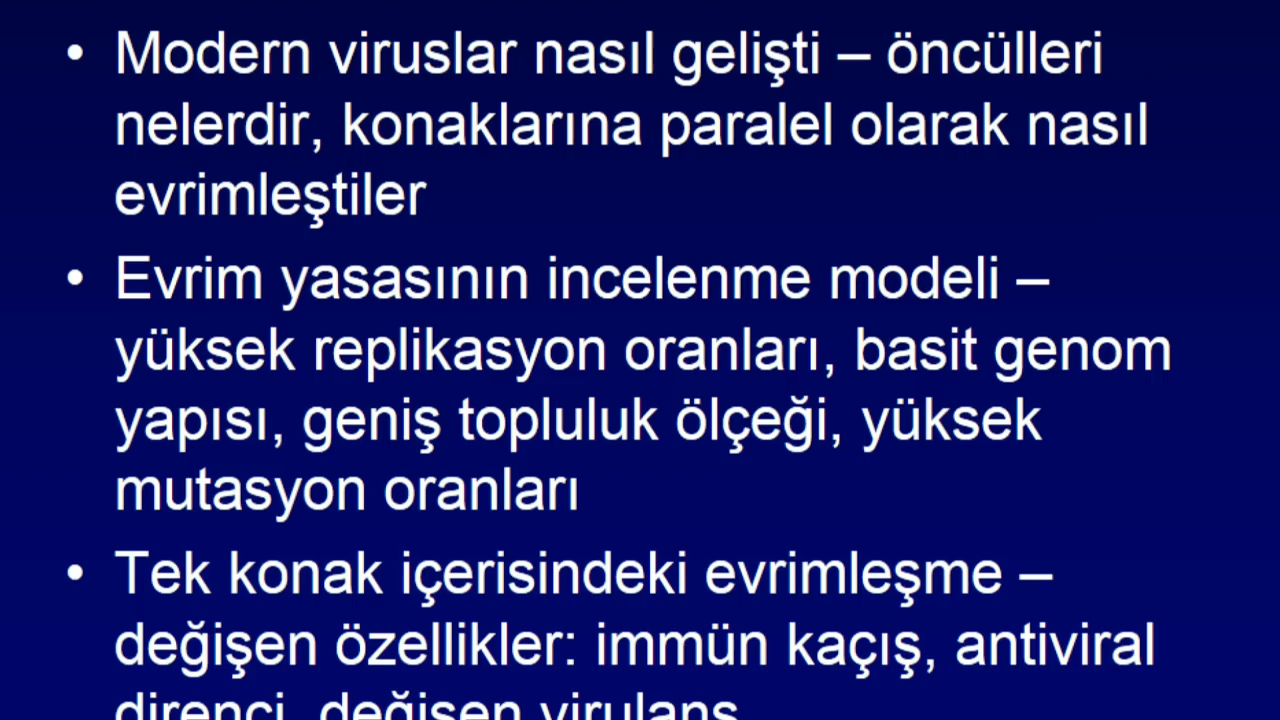 • Modern viruslar nasıl gelişti – öncülleri
nelerdir, konaklarına paralel olarak nasıl
evrimleştiler
• Evrim yasasının incelenme modeli –
yüksek replikasyon oranları, basit genom
yapısı, geniş topluluk ölçeği, yüksek
mutasyon oranları
• Tek konak içerisindeki evrimleşme –
değişen özellikler: immün kaçış, antiviral
direnci, değişen virulans